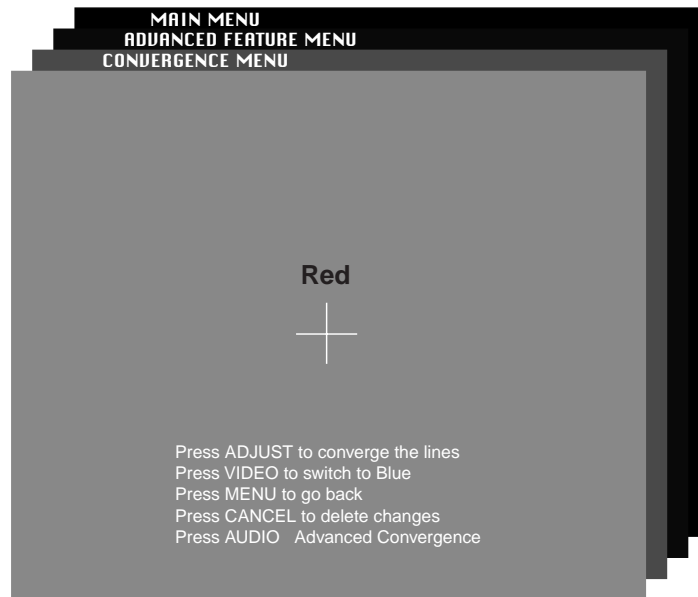 MAIN MENU
ADVANCED FEATURE MENU
CONVERGENCE MENU
Red
Press ADJUST to converge the lines
Press VIDEO to switch to Blue
Press MENU to go back
Press CANCEL to delete changes
Press AUDIO   Advanced Convergence